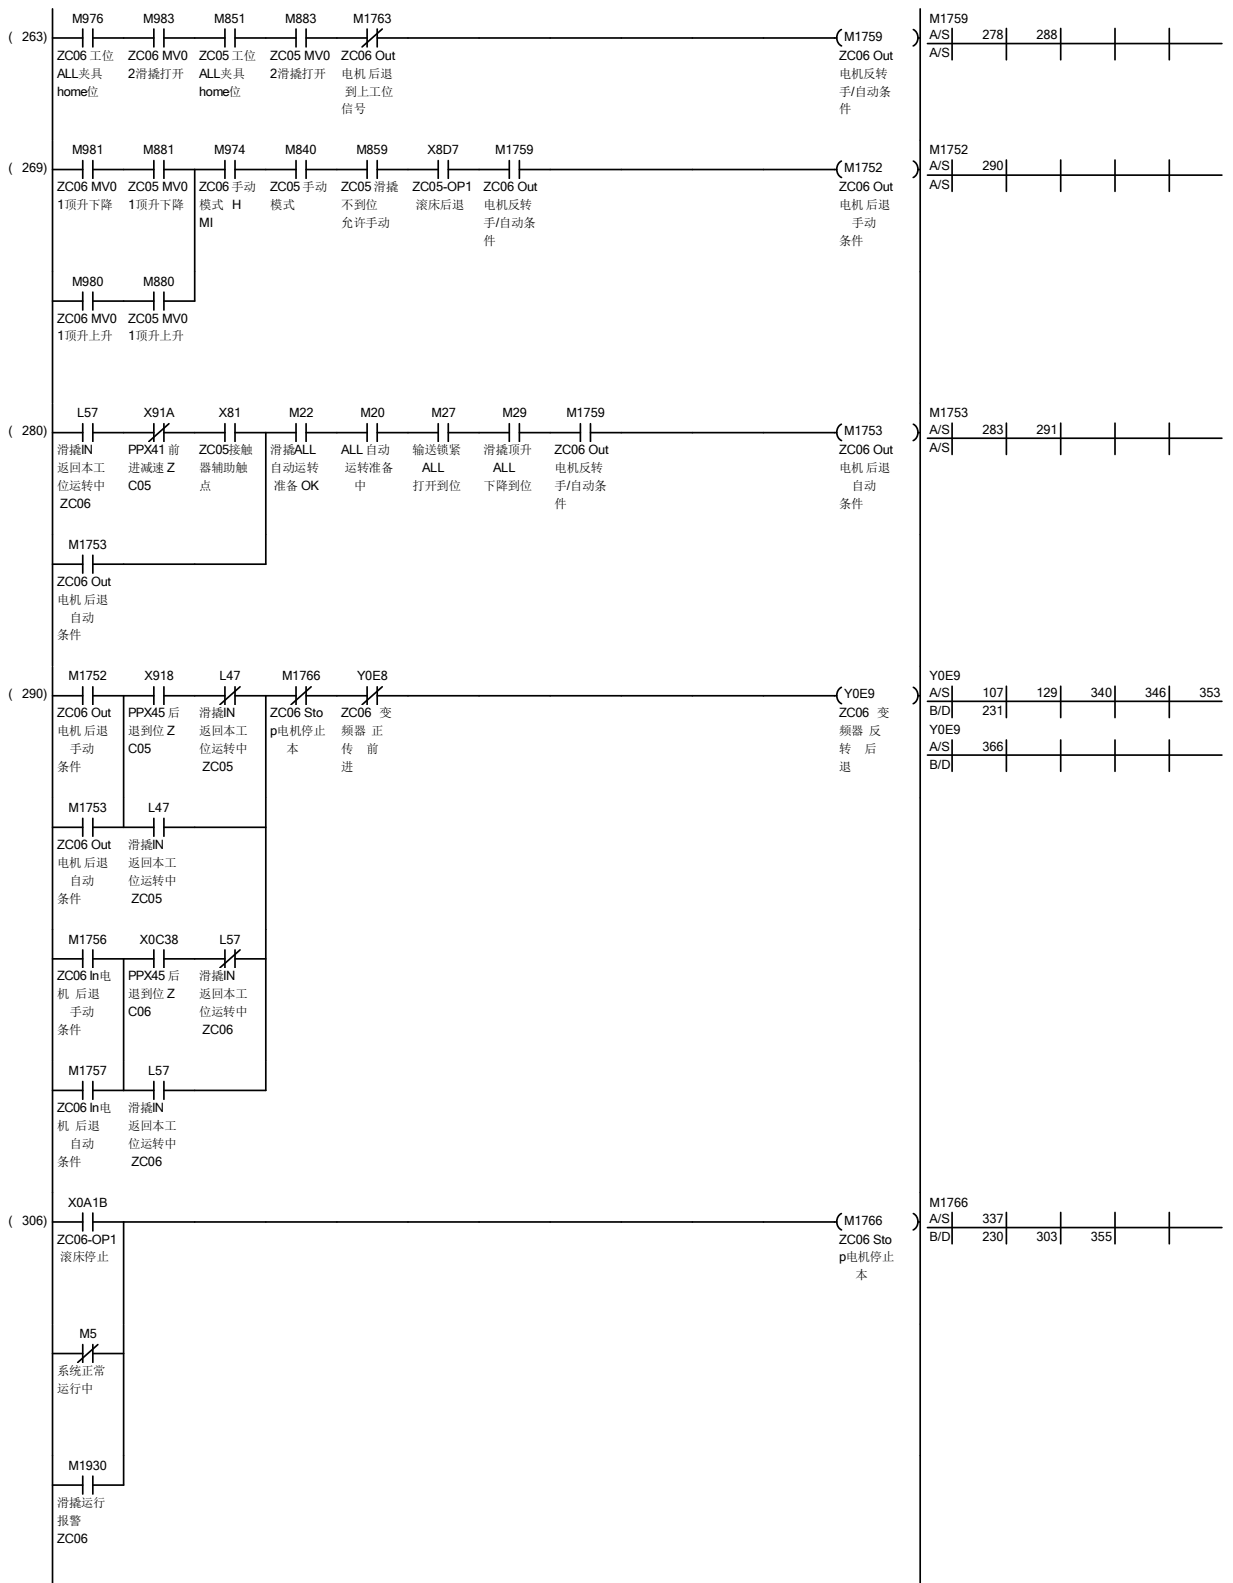 M976 M983 M851 M883 M1763 M1759
( 263) (M1759 ) A/S 278 288
ZC06 工位 ZC06 MV0 ZC05 工位 ZC05 MV0 ZC06 Out ZC06 Out A/S
ALL夹具 2滑撬打开 ALL夹具 2滑撬打开 电机 后退 电机反转
home位 home位 到上工位 手/自动条
信号 件
M981 M881 M974 M840 M859 X8D7 M1759 M1752
( 269) (M1752 ) A/S 290
ZC06 MV0 ZC05 MV0 ZC06 手动 ZC05 手动 ZC05 滑撬 ZC05-OP1 ZC06 Out ZC06 Out A/S
1顶升下降 1顶升下降 模式 H 模式 不到位 滚床后退 电机反转 电机 后退
MI 允许手动 手/自动条 手动
件 条件
M980 M880
ZC06 MV0 ZC05 MV0
1顶升上升 1顶升上升
L57 X91A X81 M22 M20 M27 M29 M1759 M1753
( 280) (M1753 ) A/S 283 291
滑撬IN PPX41 前 ZC05接触 滑撬ALL ALL 自动 输送锁紧 滑撬顶升 ZC06 Out ZC06 Out A/S
返回本工 进减速 Z 器辅助触 自动运转 运转准备 ALL ALL 电机反转 电机 后退
位运转中 C05 点 准备 OK 中 打开到位 下降到位 手/自动条 自动
ZC06 件 条件
M1753
ZC06 Out
电机 后退
自动
条件
M1752 X918 L47 M1766 Y0E8 Y0E9
( 290) (Y0E9 ) A/S 107 129 340 346 353
ZC06 Out PPX45 后 滑撬IN ZC06 Sto ZC06 变 ZC06 变 B/D 231
电机 后退 退到位 Z 返回本工 p电机停止 频器 正 频器 反 Y0E9
手动 C05 位运转中 本 传 前 转 后 A/S 366
条件 ZC05 进 退 B/D
M1753 L47
ZC06 Out 滑撬IN
电机 后退 返回本工
自动 位运转中
条件 ZC05
M1756 X0C38 L57
ZC06 In电 PPX45 后 滑撬IN
机 后退 退到位 Z 返回本工
手动 C06 位运转中
条件 ZC06
M1757 L57
ZC06 In电 滑撬IN
机 后退 返回本工
自动 位运转中
条件 ZC06
X0A1B M1766
( 306) (M1766 ) A/S 337
ZC06-OP1 ZC06 Sto B/D 230 303 355
滚床停止 p电机停止
本
M5
系统正常
运行中
M1930
滑撬运行
报警
ZC06